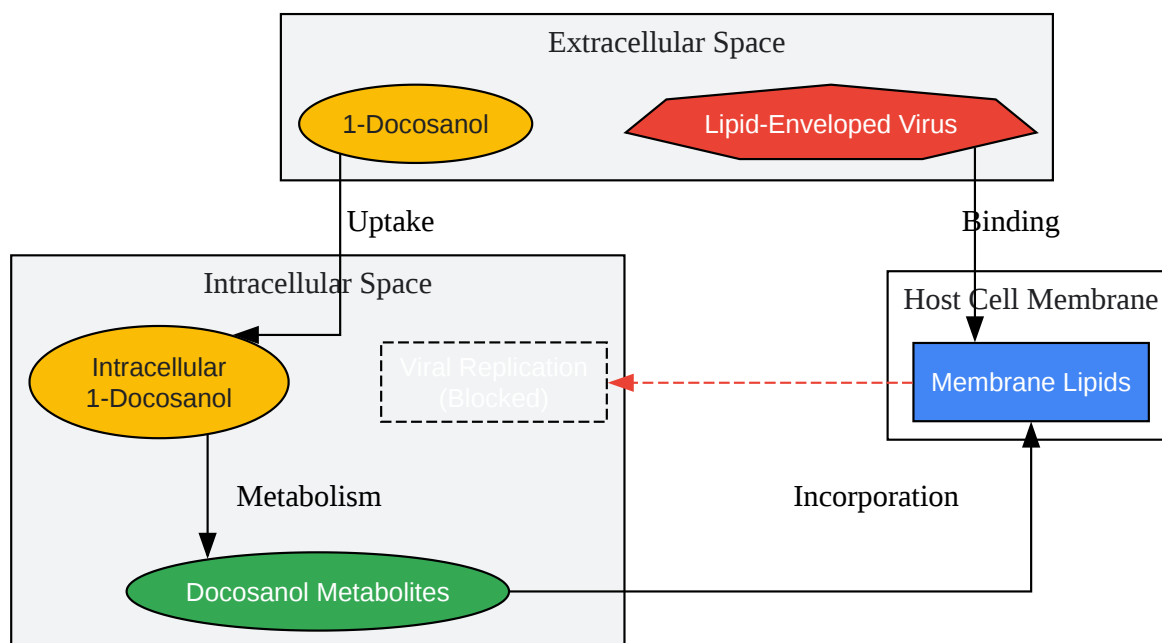 Extracellular Space
1-Docosanol
Lipid-Enveloped Virus
Uptake
Binding
Intracellular Space
Host Cell Membrane
Intracellular
1-Docosanol
Viral Replication
(Blocked)
Membrane Lipids
Metabolism
Incorporation
Docosanol Metabolites